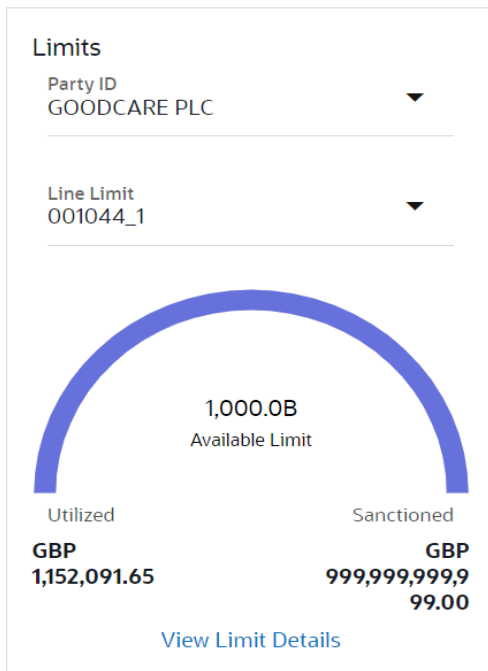 Limits
Party ID
GOODCARE PLC
Line Limit
001044_1
1,000.0B
Available Limit
Utilized
Sanctioned
GBP
1,152,091.65
GBP
999,999,999,9
99.00
View Limit Details